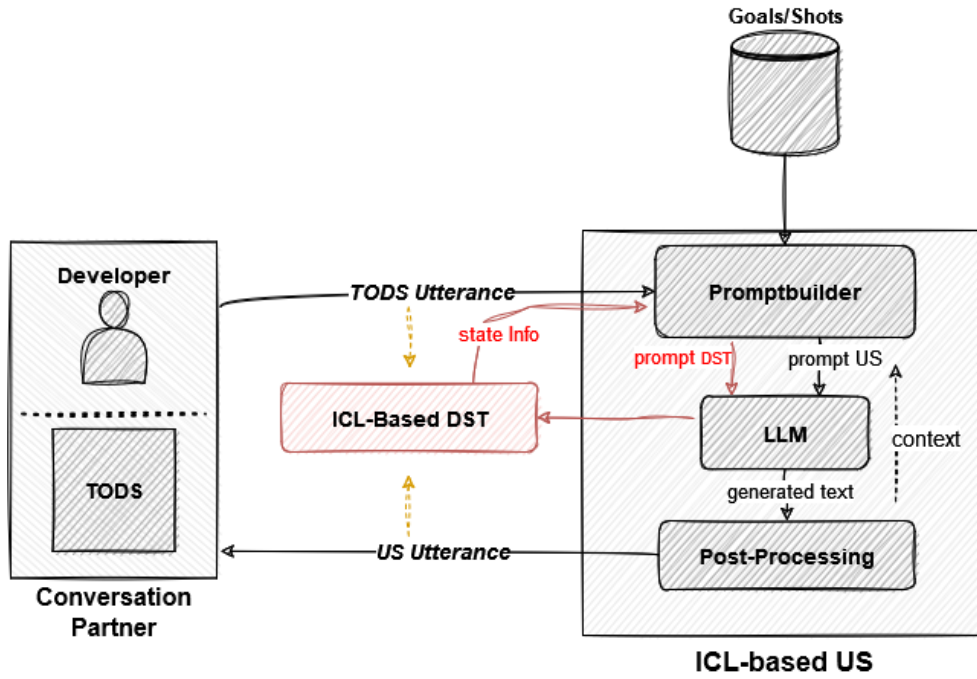 Goals/Shots
Developer
TODS Utterance
Promptbuilder
state Info
prompt DST
prompt US
ICL-Based DST
LLM
context
TODS
generated text
US Utterance
Post-Processing
Conversation
Partner
ICL-based US